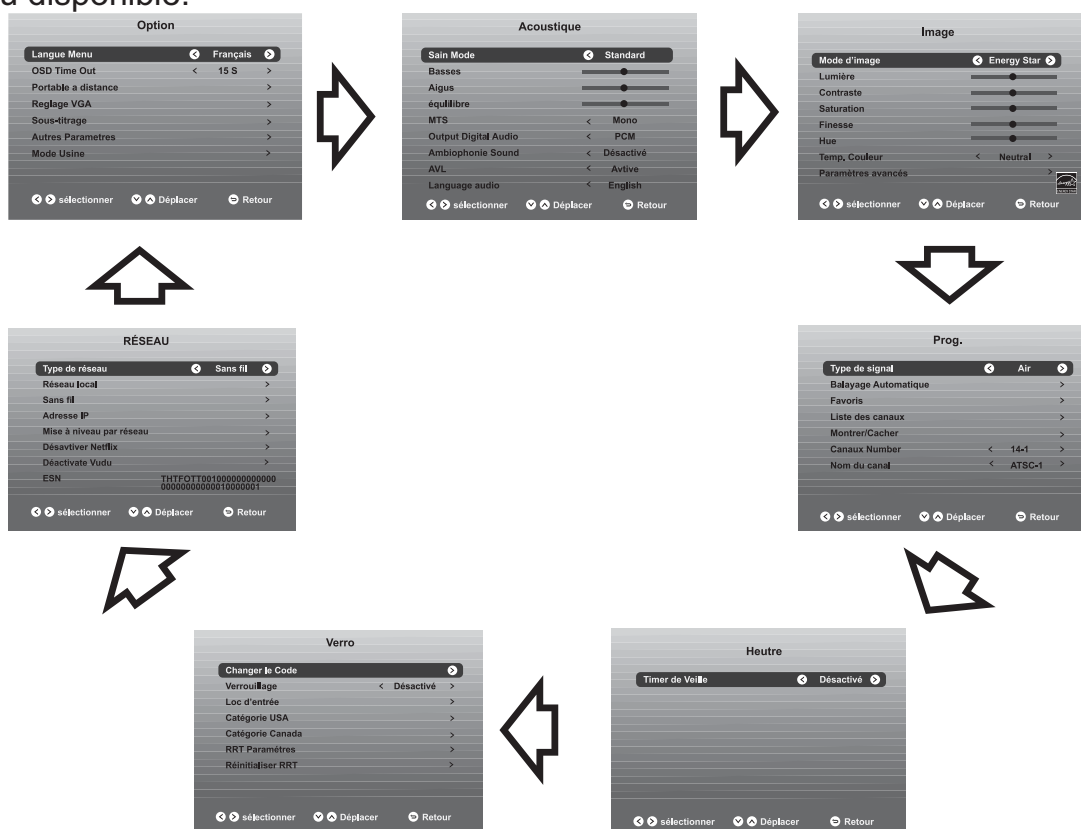 u disponible.
Option
Langue Menu < Français >
OSD Time Out < 15 S >
Portable a distance >
Reglage VGA >
Sous-titrage >
Autres Parametres >
Mode Usine >
sélectionner Déplacer Retour
Acoustique
Sain Mode < Standard
Basses
Aigus
équilibre
MTS < Mono
Output Digital Audio < PCM
Ambiophonie Sound < Désactivé
AVL < Avtive
Language audio < English
sélectionner Déplacer Retour
Image
Mode d'image < Energy Star >
Lumière
Contraste
Saturation
Finesse
Hue
Temp, Couleur < Neutral >
Paramètres avancés >
ENERGY STAR
sélectionner Déplacer Retour
Prog.
Type de signal < Air >
Balayage Automatique >
Favoris >
Liste des canaux >
Montrer/Cacher >
Canaux Number < 14-1 >
Nom du canal < ATSC-1 >
sélectionner Déplacer Retour
Heutre
Timer de Veille < Désactivé >
sélectionner Déplacer Retour
Verro
Changer le Code >
Verrouillage < Désactivé >
Loc d'entrée >
Catégorie USA >
Catégorie Canada >
RRT Paramétres >
Réinitialiser RRT >
sélectionner Déplacer Retour
RÉSEAU
Type de réseau < Sans fil >
Réseau local >
Sans fil >
Adresse IP >
Mise à niveau par réseau >
Désavtiver Netflix >
Déactivate Vudu >
ESN THTFOTT001000000000000
00000000000010000001
sélectionner Déplacer Retour